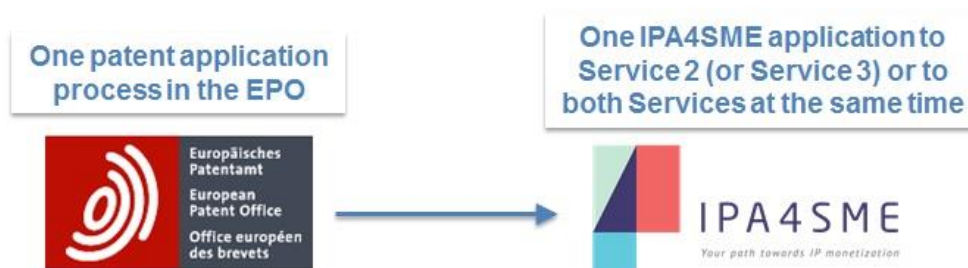 One patent application
process in the EPO
One IPA4SME application to
Service 2 (or Service 3) or to
both Services at the same time
Europäisches
Patentamt
European
Patent Office
Office européen
des brevets
IPA4SME
Your path towards IP monetization